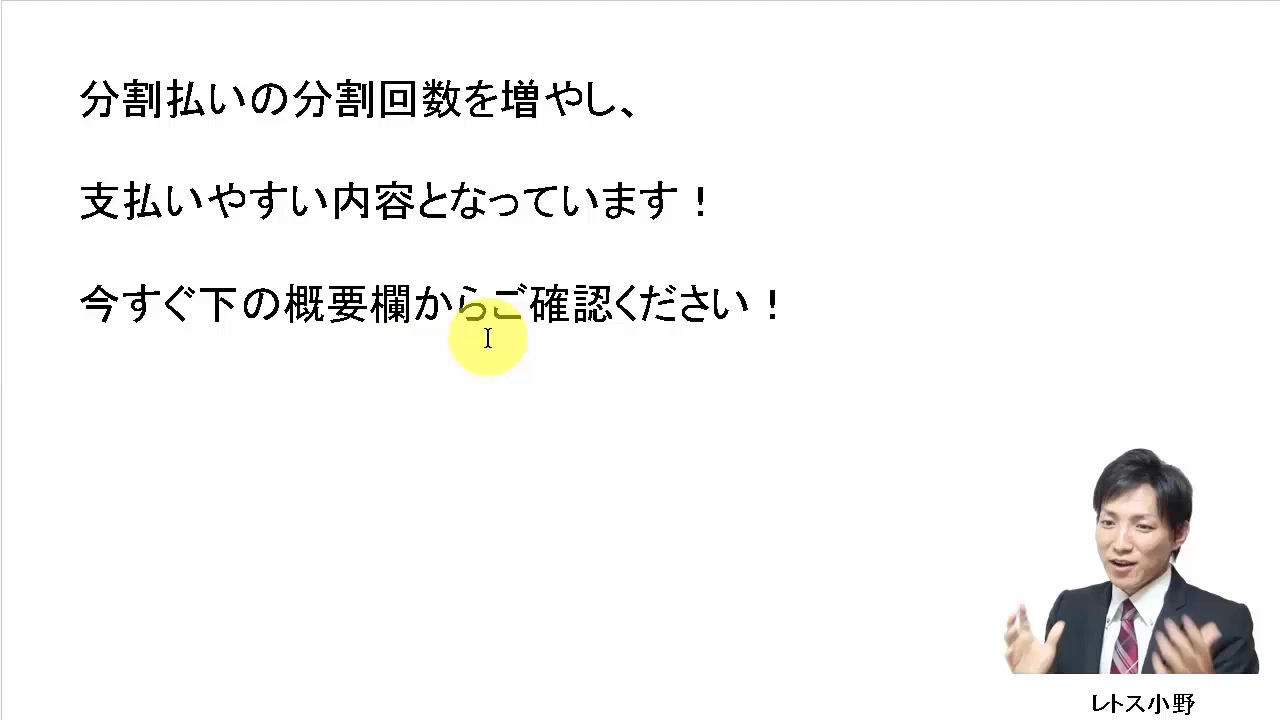 分割払いの分割回数を増やし、
支払いやすい内容となっています！
今すぐ下の概要欄からご確認ください！
レトス小野